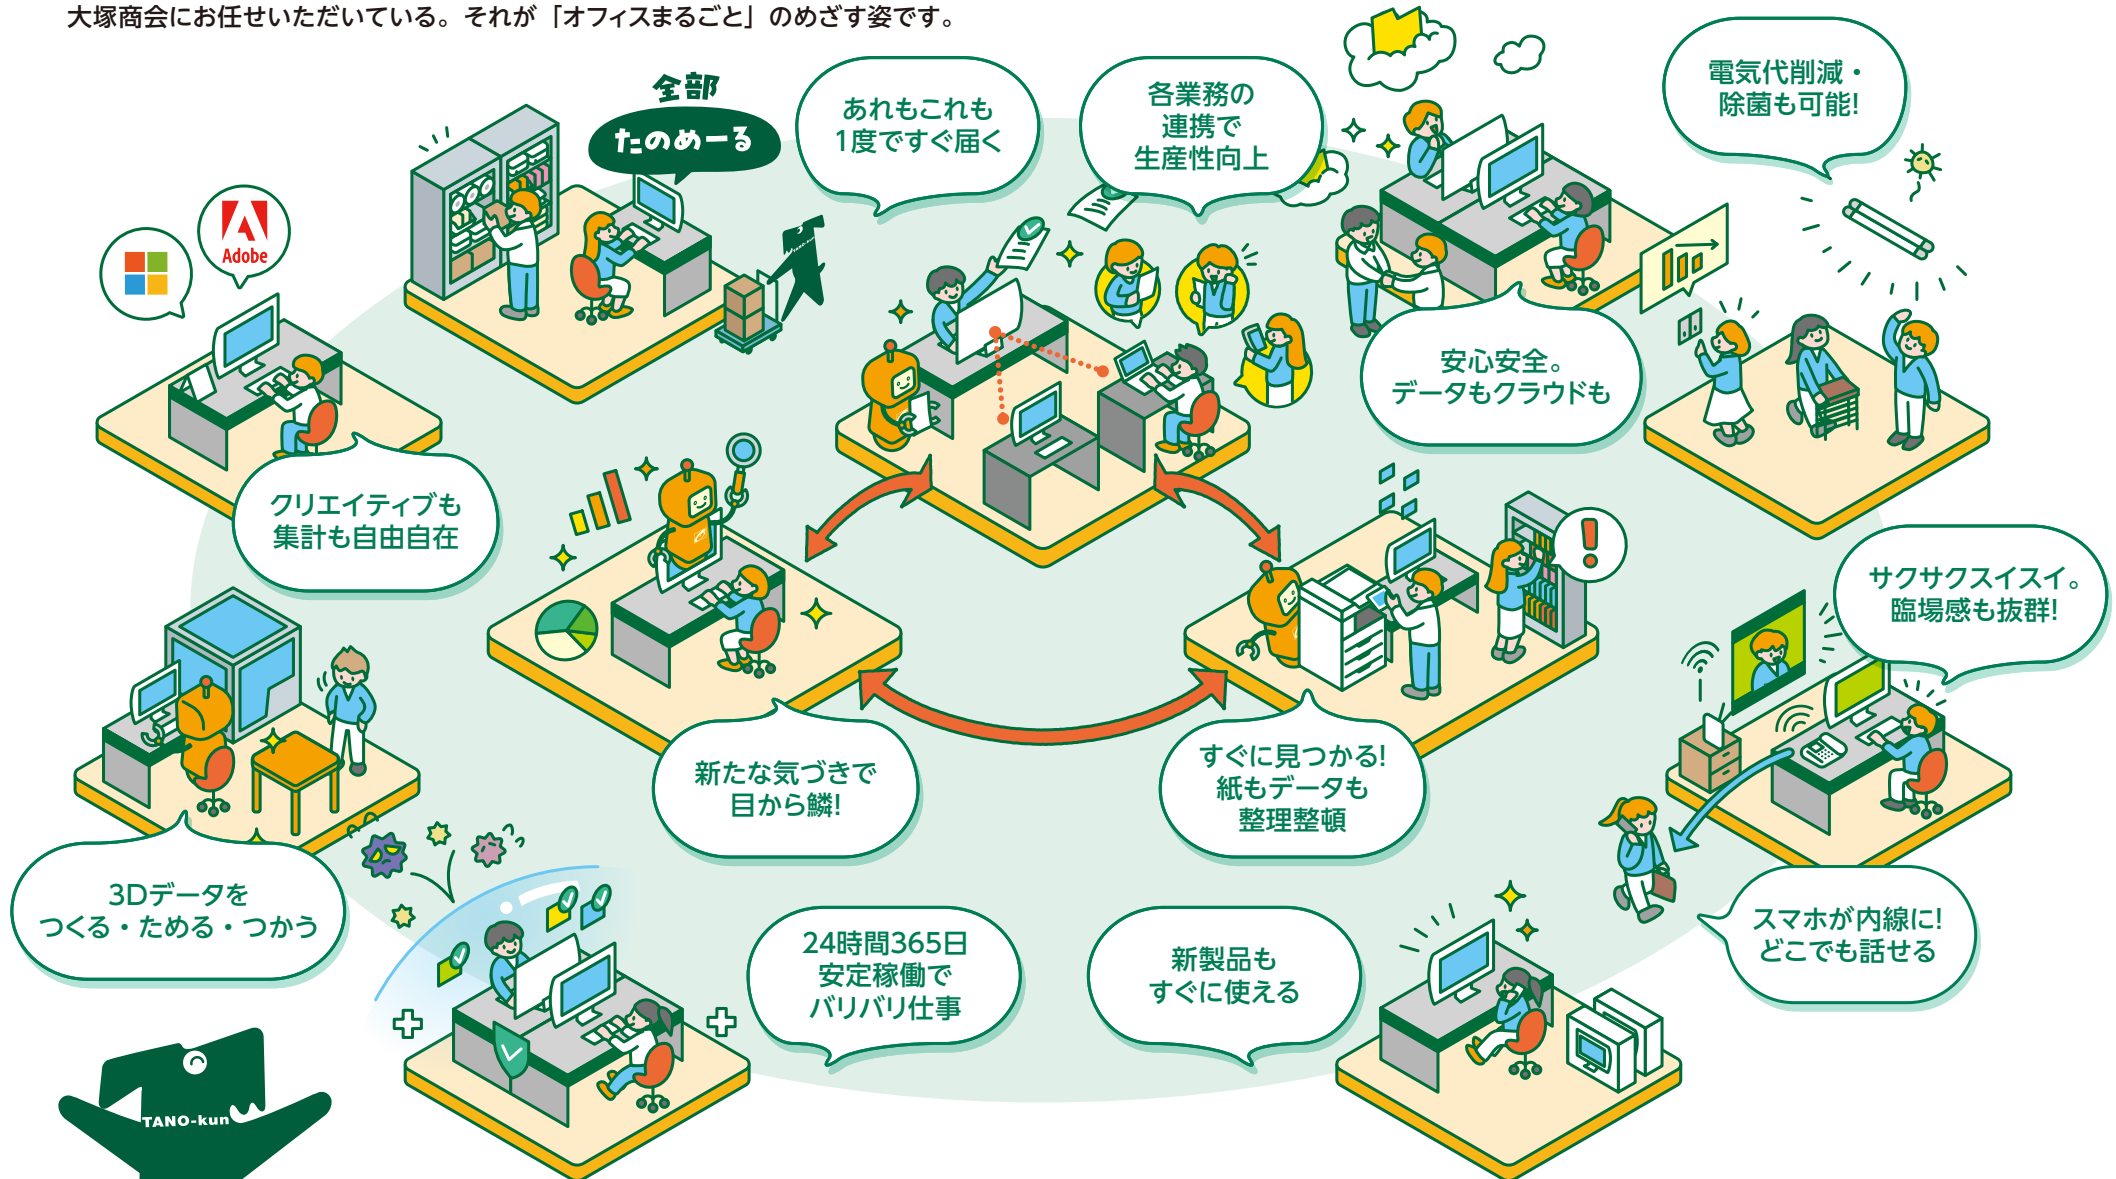 大塚商会にお任せいただいている。それが「オフィスまるごと」のめざす姿です。
全部
たのめーる
あれもこれも
1度ですぐ届く
各業務の
連携で
生産性向上
電気代削減・
除菌も可能!
Adobe
安心安全。
データもクラウドも
クリエイティブも
集計も自由自在
サクサクスイスイ。
臨場感も抜群!
新たな気づきで
目から鱗!
すぐに見つかる!
紙もデータも
整理整頓
3Dデータを
つくる・ためる・つかう
24時間365日
安定稼働で
バリバリ仕事
新製品も
すぐに使える
スマホが内線に!
どこでも話せる
TANO-kun